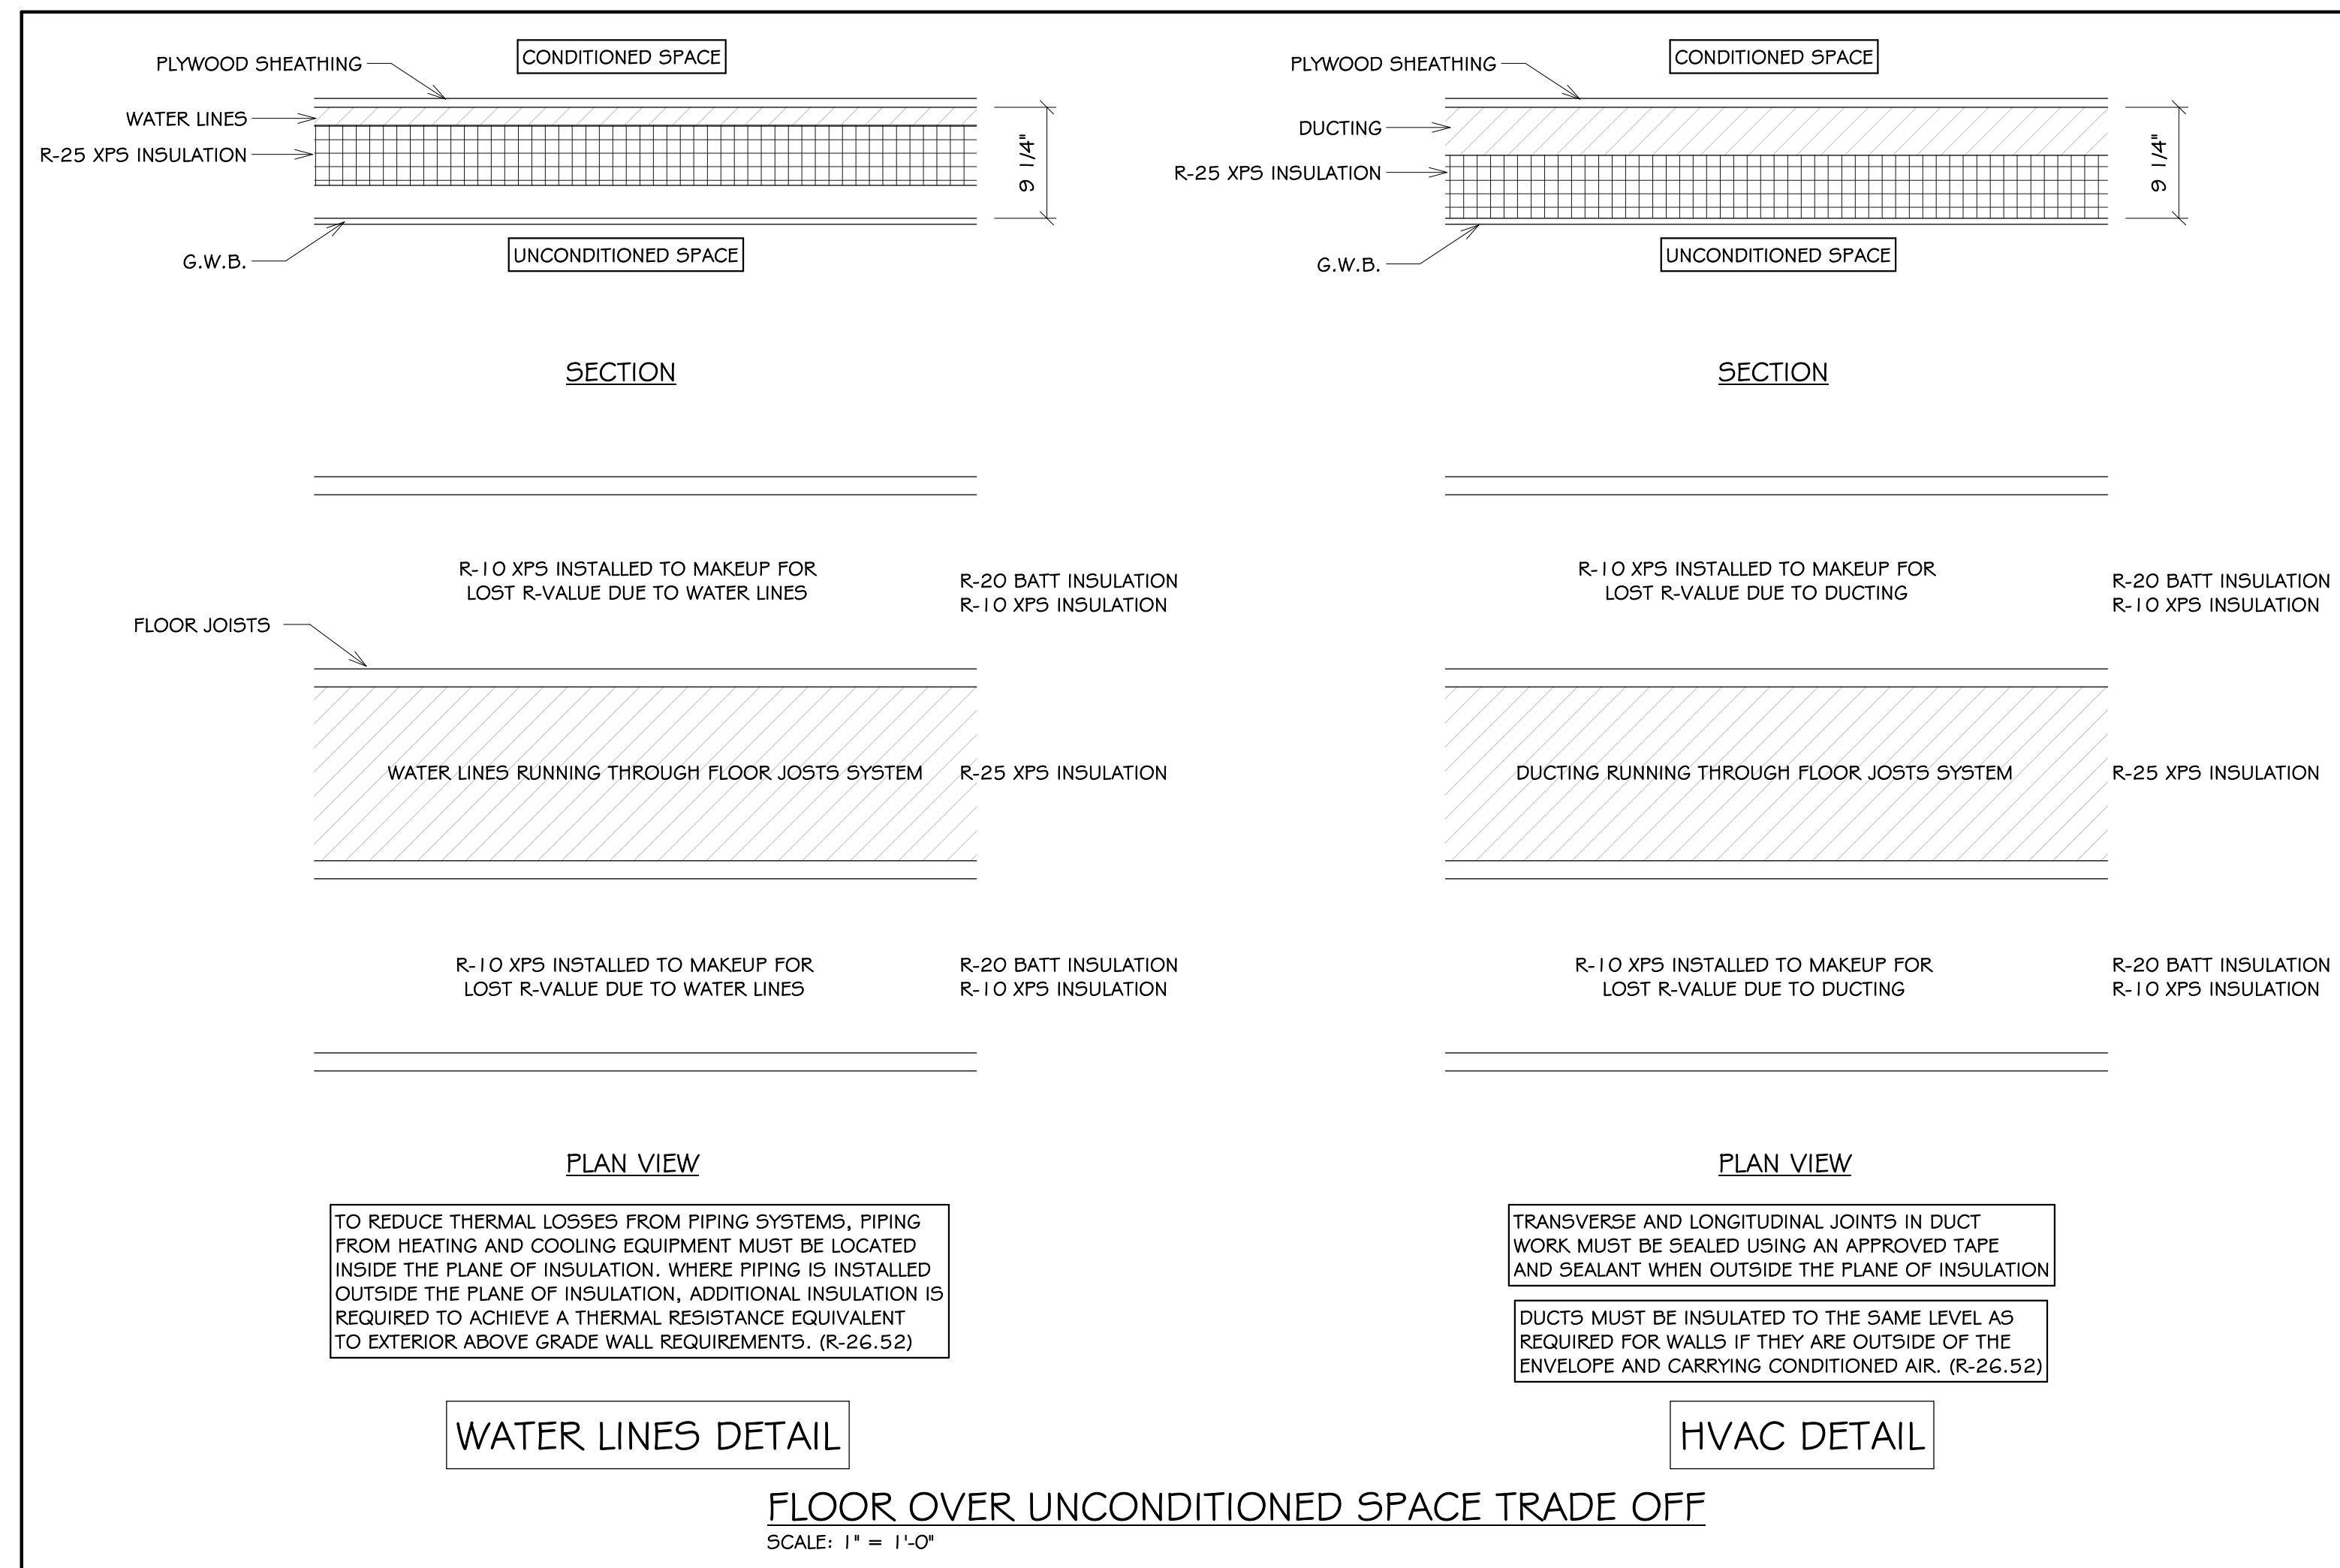 CONDITIONED SPACE
PLYWOOD SHEATHING
WATER LINES
R-25 XPS INSULATION
9 1/4"
G.W.B.
UNCONDITIONED SPACE
SECTION
R-10 XPS INSTALLED TO MAKEUP FOR
LOST R-VALUE DUE TO WATER LINES
R-20 BATT INSULATION
R-10 XPS INSULATION
FLOOR JOISTS
WATER LINES RUNNING THROUGH FLOOR JOSTS SYSTEM
R-25 XPS INSULATION
R-10 XPS INSTALLED TO MAKEUP FOR
LOST R-VALUE DUE TO WATER LINES
R-20 BATT INSULATION
R-10 XPS INSULATION
PLAN VIEW
TO REDUCE THERMAL LOSSES FROM PIPING SYSTEMS, PIPING
FROM HEATING AND COOLING EQUIPMENT MUST BE LOCATED
INSIDE THE PLANE OF INSULATION. WHERE PIPING IS INSTALLED
OUTSIDE THE PLANE OF INSULATION, ADDITIONAL INSULATION IS
REQUIRED TO ACHIEVE A THERMAL RESISTANCE EQUIVALENT
TO EXTERIOR ABOVE GRADE WALL REQUIREMENTS. (R-26.52)
WATER LINES DETAIL
CONDITIONED SPACE
PLYWOOD SHEATHING
DUCTING
R-25 XPS INSULATION
9 1/4"
G.W.B.
UNCONDITIONED SPACE
SECTION
R-10 XPS INSTALLED TO MAKEUP FOR
LOST R-VALUE DUE TO DUCTING
R-20 BATT INSULATION
R-10 XPS INSULATION
DUCTING RUNNING THROUGH FLOOR JOSTS SYSTEM
R-25 XPS INSULATION
R-10 XPS INSTALLED TO MAKEUP FOR
LOST R-VALUE DUE TO DUCTING
R-20 BATT INSULATION
R-10 XPS INSULATION
PLAN VIEW
TRANSVERSE AND LONGITUDINAL JOINTS IN DUCT
WORK MUST BE SEALED USING AN APPROVED TAPE
AND SEALANT WHEN OUTSIDE THE PLANE OF INSULATION
DUCTS MUST BE INSULATED TO THE SAME LEVEL AS
REQUIRED FOR WALLS IF THEY ARE OUTSIDE OF THE
ENVELOPE AND CARRYING CONDITIONED AIR. (R-26.52)
HVAC DETAIL
FLOOR OVER UNCONDITIONED SPACE TRADE OFF
SCALE: 1" = 1'-0"